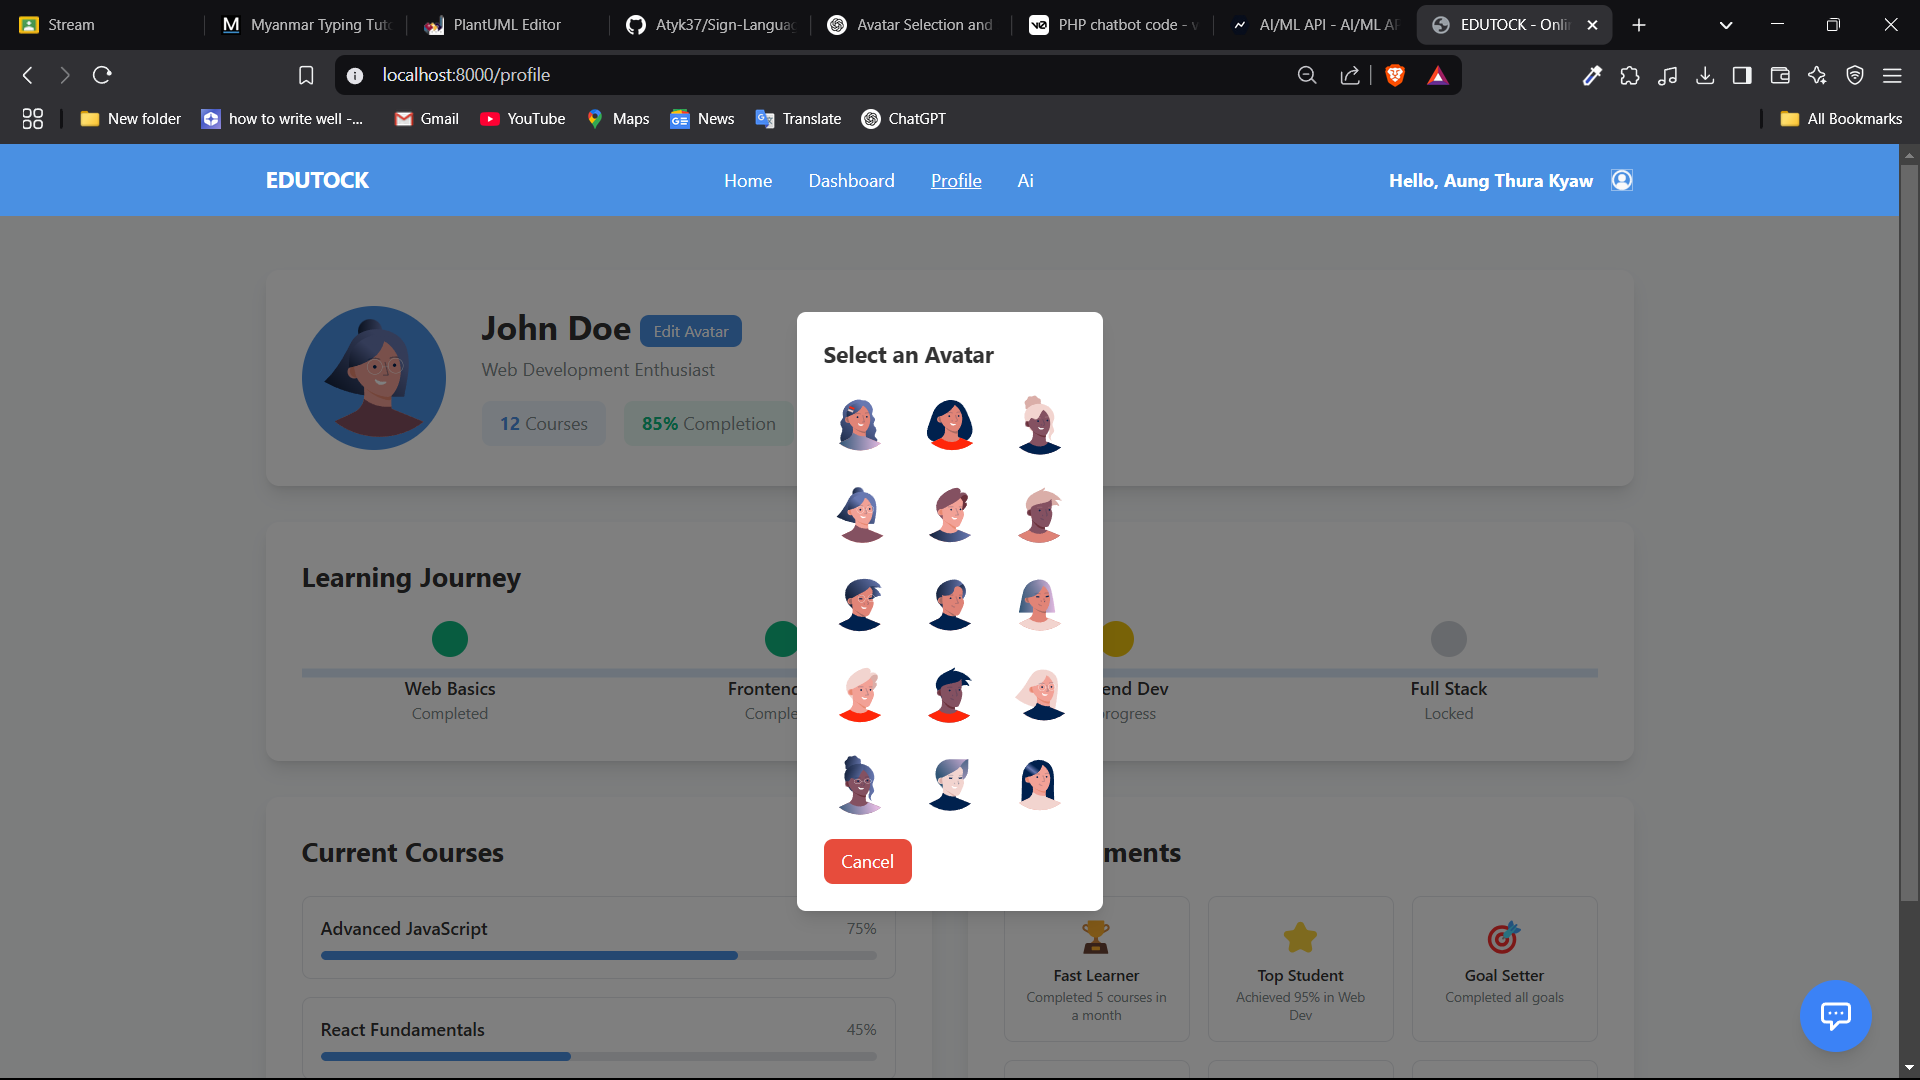 Stream
Myanmar Typing Tut
PlantUML Editor
Atyk37/Sign-Langua
Avatar Selection and
PHP chatbot code - v
AI/ML API - AI/ML AP
EDUTOCK - Onli
localhost:8000/profile
New folder
how to write well -...
Gmail
YouTube
Maps
News
Translate
ChatGPT
All Bookmarks
EDUTOCK
Home
Dashboard
Profile
Ai
Hello, Aung Thura Kyaw
John Doe
Edit Avatar
Web Development Enthusiast
12 Courses
85% Completion
Select an Avatar
Cancel
Learning Journey
Web Basics
Completed
Frontend
Comple
end Dev
rogress
Full Stack
Locked
Current Courses
Advanced JavaScript
75%
React Fundamentals
45%
ments
Fast Learner
Completed 5 courses in
a month
Top Student
Achieved 95% in Web
Dev
Goal Setter
Completed all goals